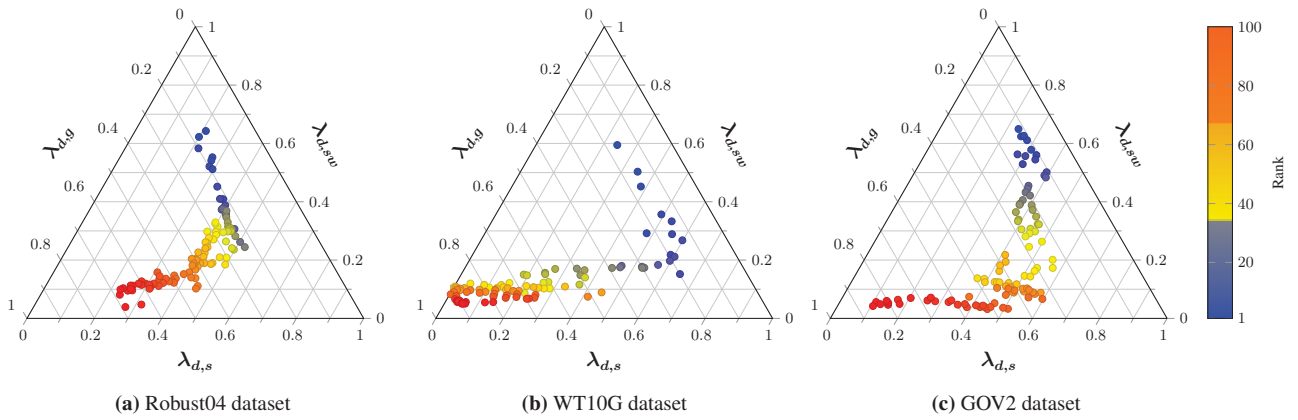 0 0 0 100
1 1 1
0.2 0.2 0.2
0.8 0.8 0.8 80
0.4 0.4 0.4
λd,g λd,g λd,g
0.6 λd,sw 0.6 λd,sw 0.6 λd,sw 60
0.6 0.6 0.6 Rank
0.4 0.4 0.4 40
0.8 0.8 0.8
0.2 0.2 0.2 20
1 1 1
0 0 0 1
0 0.2 0.4 0.6 0.8 1 0 0.2 0.4 0.6 0.8 1 0 0.2 0.4 0.6 0.8 1
λd,s λd,s λd,s
(a) Robust04 dataset (b) WT10G dataset (c) GOV2 dataset